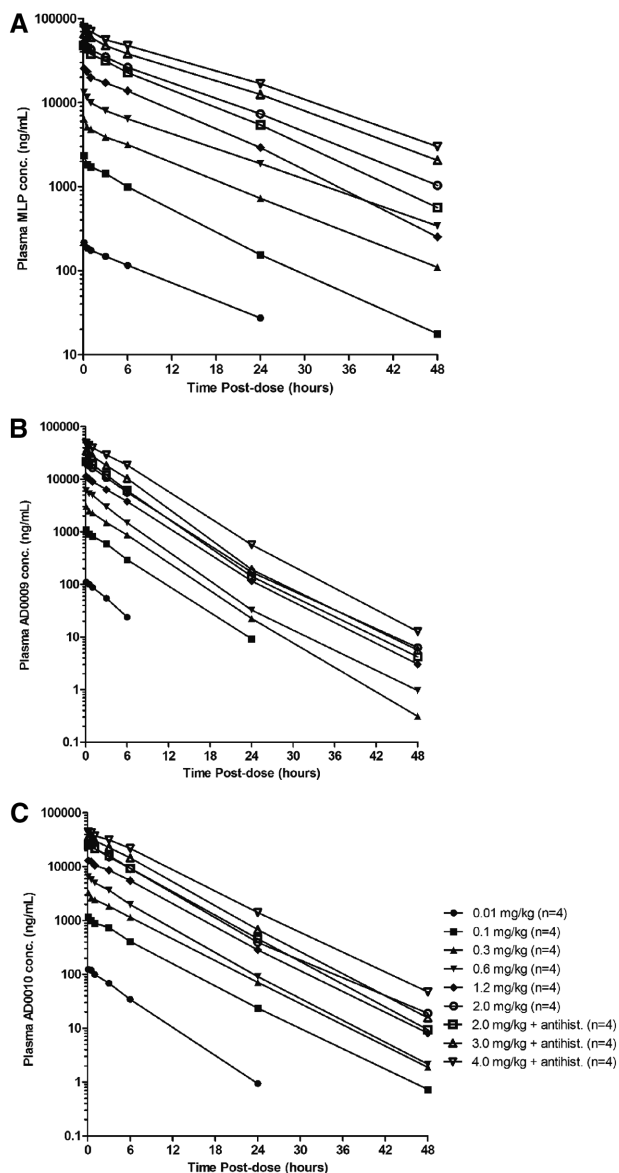 A
100000
10000
1000
100
10
0 6 12 18 24 30 36 42 48
Plasma MLP conc. (ng/mL)
Time Post-dose (hours)
B
100000
10000
1000
100
10
1
0.1
0 6 12 18 24 30 36 42 48
Plasma AD0009 conc. (ng/mL)
Time Post-dose (hours)
C
100000
10000
1000
100
10
1
0.1
0 6 12 18 24 30 36 42 48
Plasma AD0010 conc. (ng/mL)
Time Post-dose (hours)
0.01 mg/kg (n=4)
0.1 mg/kg (n=4)
0.3 mg/kg (n=4)
0.6 mg/kg (n=4)
1.2 mg/kg (n=4)
2.0 mg/kg (n=4)
2.0 mg/kg + antihist. (n=4)
3.0 mg/kg + antihist. (n=4)
4.0 mg/kg + antihist. (n=4)